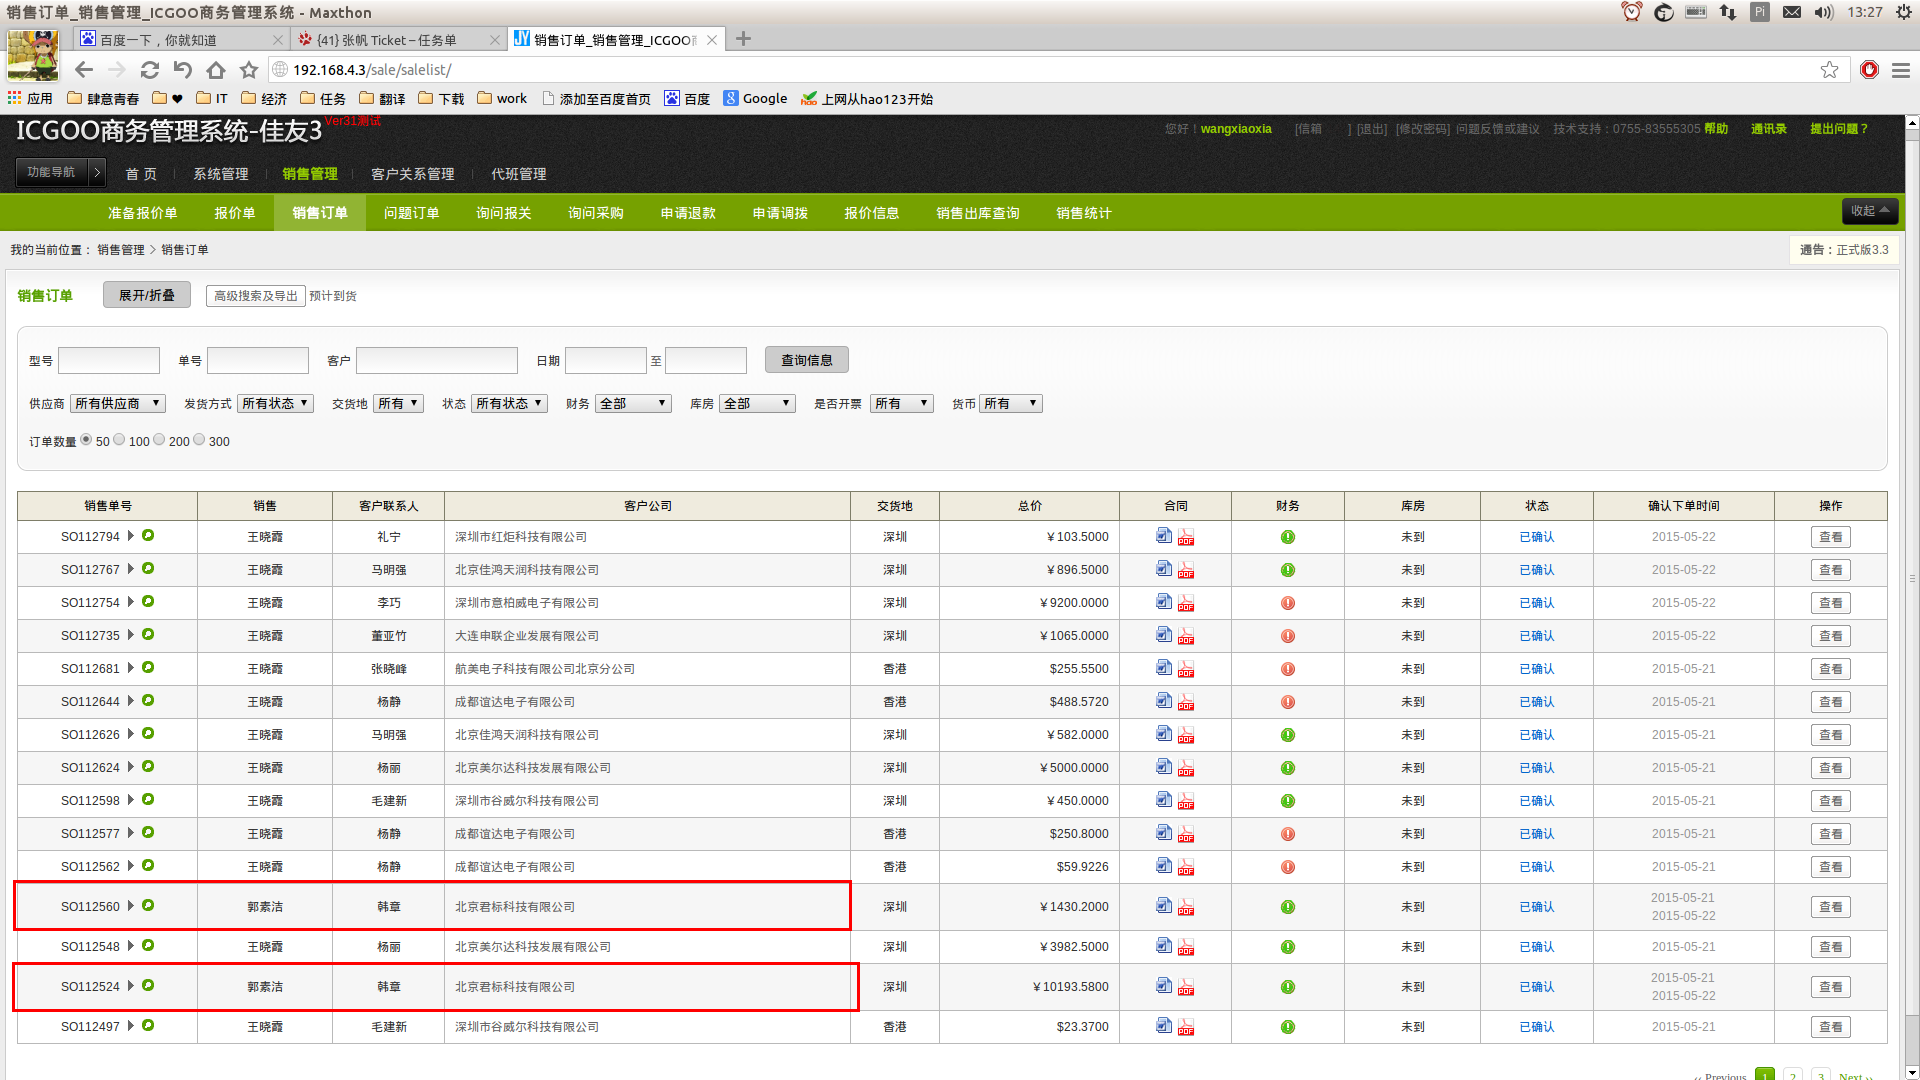 销售订单_销售管理_ICGOO商务管理系统 - Maxthon
Pi 13:27
百度一下，你就知道 {41} 张帆 Ticket – 任务单 JY 销售订单_销售管理_ICGOO
192.168.4.3/sale/salelist/
应用 肆意青春 ♥ IT 经济 任务 翻译 下载 work 添加至百度首页 百度 Google 上网从hao123开始
ICGOO商务管理系统-佳友3 Ver31测试
您好！wangxiaoxia [信箱 ] [退出] [修改密码] 问题反馈或建议 技术支持：0755-83555305 帮助 通讯录 提出问题？
功能导航 首 页 系统管理 销售管理 客户关系管理 代班管理
准备报价单 报价单 销售订单 问题订单 询问报关 询问采购 申请退款 申请调拨 报价信息 销售出库查询 销售统计 收起
我的当前位置： 销售管理 > 销售订单 通告：正式版3.3
销售订单 展开/折叠 高级搜索及导出 预计到货
型号 单号 客户 日期 至 查询信息
供应商 所有供应商 发货方式 所有状态 交货地 所有 状态 所有状态 财务 全部 库房 全部 是否开票 所有 货币 所有
订单数量 50 100 200 300
销售单号 销售 客户联系人 客户公司 交货地 总价 合同 财务 库房 状态 确认下单时间 操作
SO112794 王晓霞 礼宁 深圳市红炬科技有限公司 深圳 ￥103.5000 PDF 未到 已确认 2015-05-22 查看
SO112767 王晓霞 马明强 北京佳鸿天润科技有限公司 深圳 ￥896.5000 PDF 未到 已确认 2015-05-22 查看
SO112754 王晓霞 李巧 深圳市意柏威电子有限公司 深圳 ￥9200.0000 PDF 未到 已确认 2015-05-22 查看
SO112735 王晓霞 董亚竹 大连申联企业发展有限公司 深圳 ￥1065.0000 PDF 未到 已确认 2015-05-22 查看
SO112681 王晓霞 张晓峰 航美电子科技有限公司北京分公司 香港 $255.5500 PDF 未到 已确认 2015-05-21 查看
SO112644 王晓霞 杨静 成都谊达电子有限公司 香港 $488.5720 PDF 未到 已确认 2015-05-21 查看
SO112626 王晓霞 马明强 北京佳鸿天润科技有限公司 深圳 ￥582.0000 PDF 未到 已确认 2015-05-21 查看
SO112624 王晓霞 杨丽 北京美尔达科技发展有限公司 深圳 ￥5000.0000 PDF 未到 已确认 2015-05-21 查看
SO112598 王晓霞 毛建新 深圳市谷威尔科技有限公司 深圳 ￥450.0000 PDF 未到 已确认 2015-05-21 查看
SO112577 王晓霞 杨静 成都谊达电子有限公司 香港 $250.8000 PDF 未到 已确认 2015-05-21 查看
SO112562 王晓霞 杨静 成都谊达电子有限公司 香港 $59.9226 PDF 未到 已确认 2015-05-21 查看
SO112560 郭素洁 韩章 北京君标科技有限公司 深圳 ￥1430.2000 PDF 未到 已确认 2015-05-21 2015-05-22 查看
SO112548 王晓霞 杨丽 北京美尔达科技发展有限公司 深圳 ￥3982.5000 PDF 未到 已确认 2015-05-21 查看
SO112524 郭素洁 韩章 北京君标科技有限公司 深圳 ￥10193.5800 PDF 未到 已确认 2015-05-21 2015-05-22 查看
SO112497 王晓霞 毛建新 深圳市谷威尔科技有限公司 香港 $23.3700 PDF 未到 已确认 2015-05-21 查看
‹‹ Previous 1 2 3 Next ››